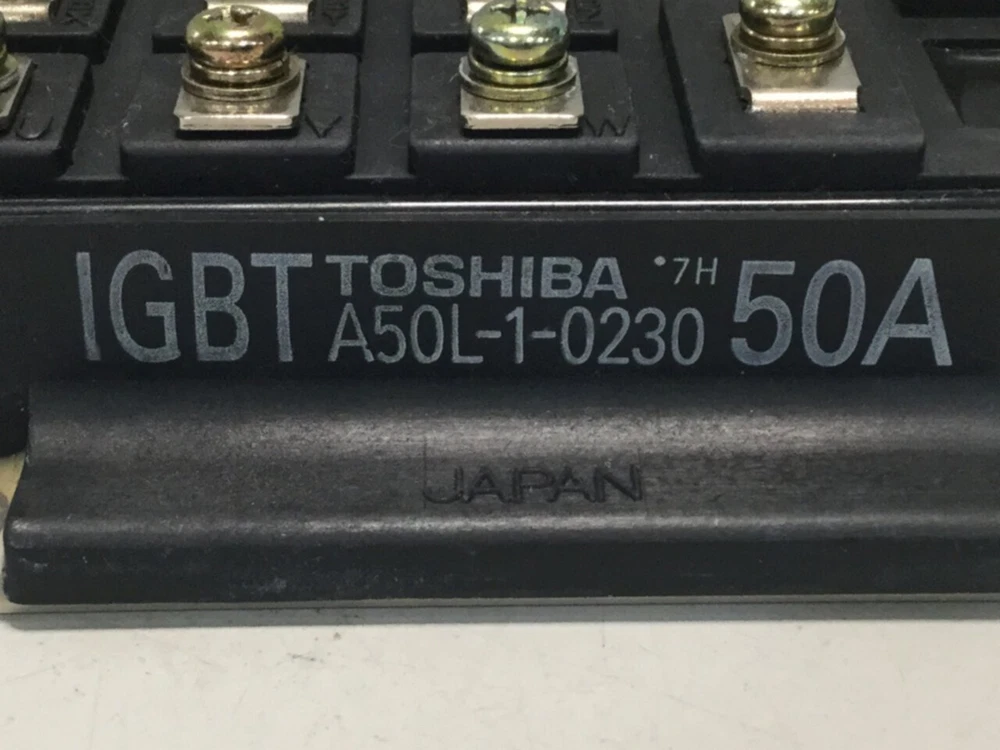 U V W
IGBT TOSHIBA •7H 50A
A50L-1-0230
JAPAN